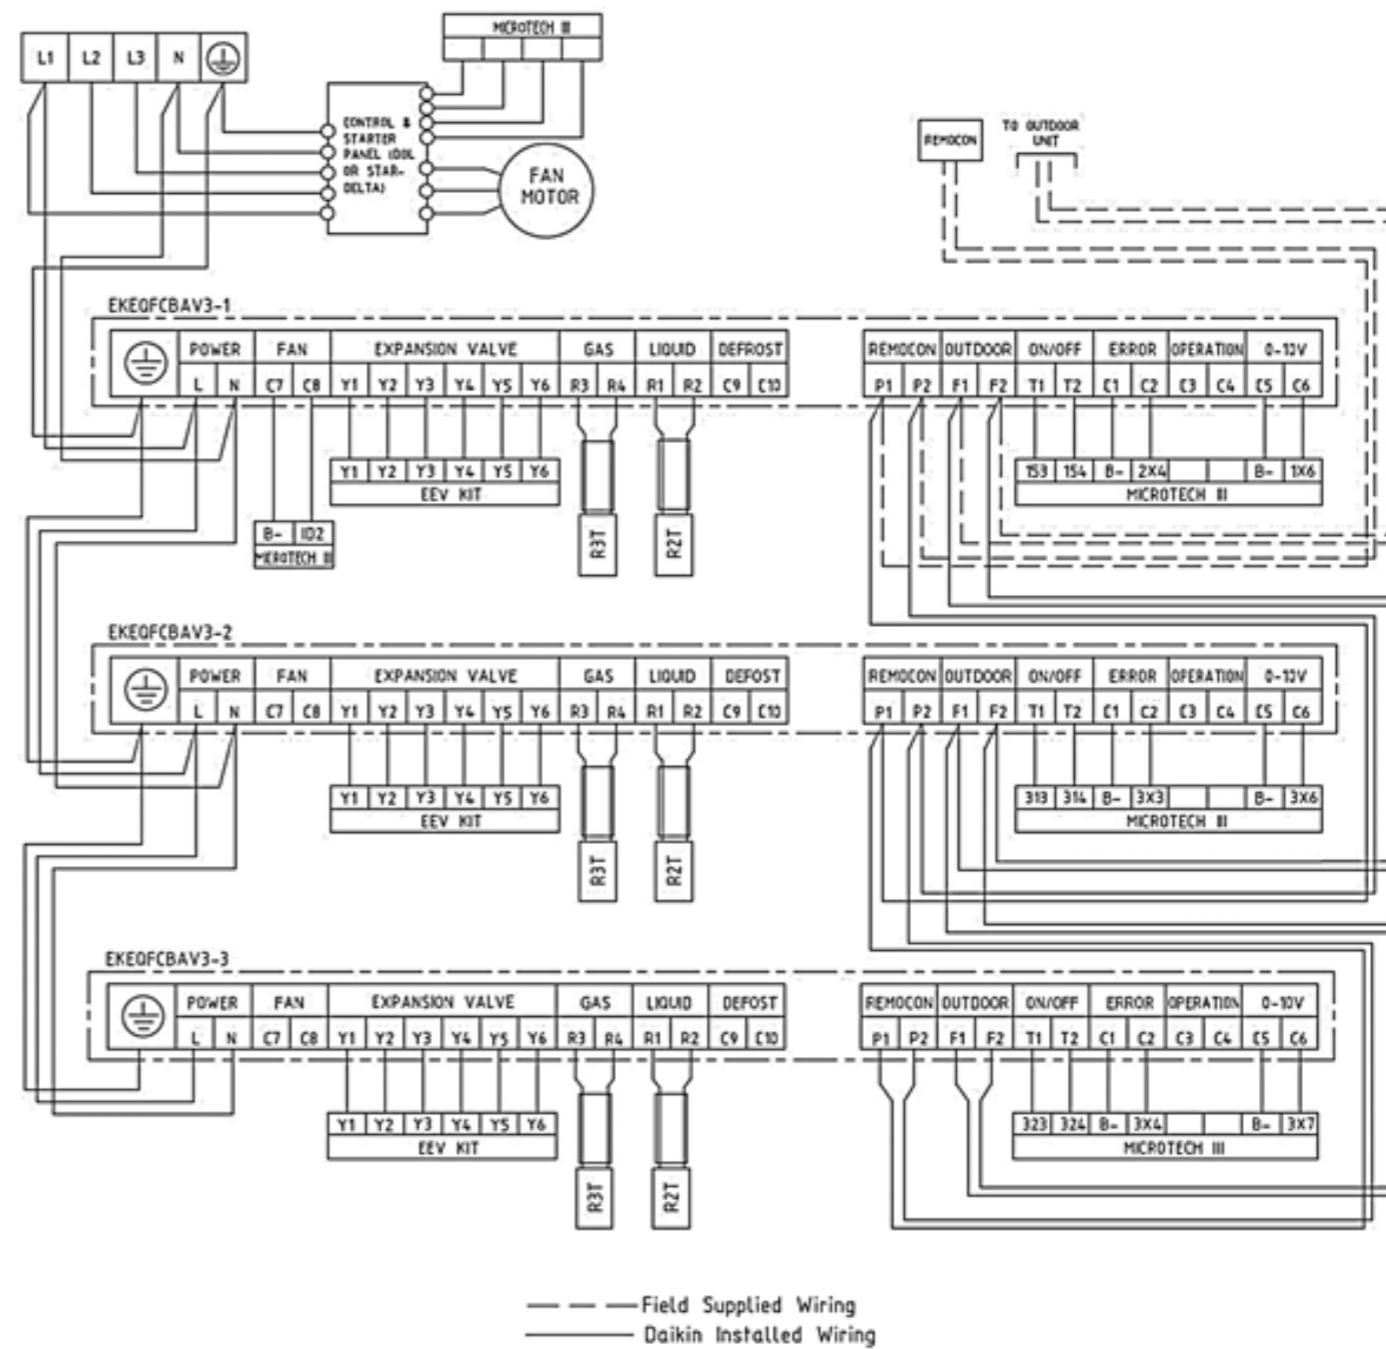 MICROTECH III
L1 L2 L3 N
CONTROL &
STARTER
PANEL (DOL
OR STAR-
DELTA)
FAN
MOTOR
REMOCON
TO OUTDOOR
UNIT
EKEQFCBAV3-1
POWER FAN EXPANSION VALVE GAS LIQUID DEFROST REMOCON OUTDOOR ON/OFF ERROR OPERATION 0-10V
L N C7 C8 Y1 Y2 Y3 Y4 Y5 Y6 R3 R4 R1 R2 C9 C10 P1 P2 F1 F2 T1 T2 C1 C2 C3 C4 C5 C6
Y1 Y2 Y3 Y4 Y5 Y6 153 154 B- 2X4 B- 1X6
EEV KIT MICROTECH III
B- ID2
MICROTECH III
R3T R2T
EKEQFCBAV3-2
POWER FAN EXPANSION VALVE GAS LIQUID DEFOST REMOCON OUTDOOR ON/OFF ERROR OPERATION 0-10V
L N C7 C8 Y1 Y2 Y3 Y4 Y5 Y6 R3 R4 R1 R2 C9 C10 P1 P2 F1 F2 T1 T2 C1 C2 C3 C4 C5 C6
Y1 Y2 Y3 Y4 Y5 Y6 313 314 B- 3X3 B- 3X6
EEV KIT MICROTECH III
R3T R2T
EKEQFCBAV3-3
POWER FAN EXPANSION VALVE GAS LIQUID DEFOST REMOCON OUTDOOR ON/OFF ERROR OPERATION 0-10V
L N C7 C8 Y1 Y2 Y3 Y4 Y5 Y6 R3 R4 R1 R2 C9 C10 P1 P2 F1 F2 T1 T2 C1 C2 C3 C4 C5 C6
Y1 Y2 Y3 Y4 Y5 Y6 323 324 B- 3X4 B- 3X7
EEV KIT MICROTECH III
R3T R2T
Field Supplied Wiring
Daikin Installed Wiring